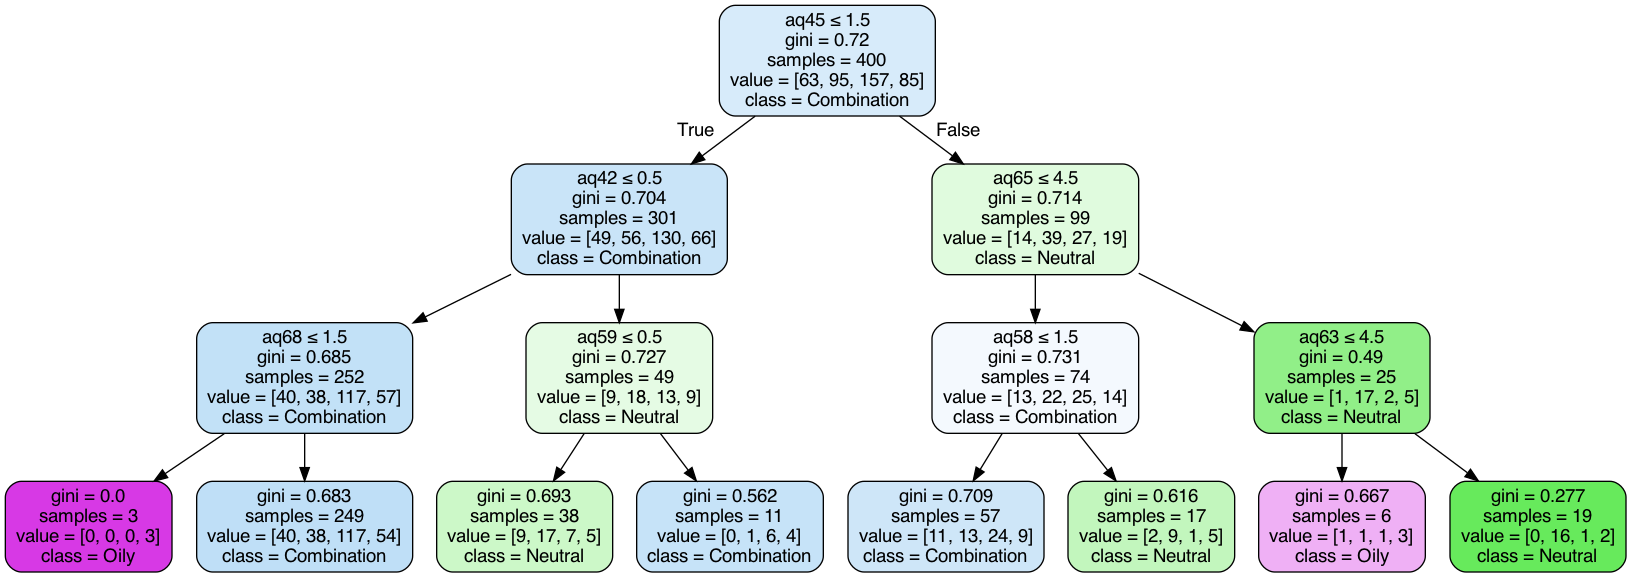 aq45 ≤ 1.5
gini = 0.72
samples = 400
value = [63, 95, 157, 85]
class = Combination
True
False
aq42 ≤ 0.5
gini = 0.704
samples = 301
value = [49, 56, 130, 66]
class = Combination
aq65 ≤ 4.5
gini = 0.714
samples = 99
value = [14, 39, 27, 19]
class = Neutral
aq68 ≤ 1.5
gini = 0.685
samples = 252
value = [40, 38, 117, 57]
class = Combination
aq59 ≤ 0.5
gini = 0.727
samples = 49
value = [9, 18, 13, 9]
class = Neutral
aq58 ≤ 1.5
gini = 0.731
samples = 74
value = [13, 22, 25, 14]
class = Combination
aq63 ≤ 4.5
gini = 0.49
samples = 25
value = [1, 17, 2, 5]
class = Neutral
gini = 0.0
samples = 3
value = [0, 0, 0, 3]
class = Oily
gini = 0.683
samples = 249
value = [40, 38, 117, 54]
class = Combination
gini = 0.693
samples = 38
value = [9, 17, 7, 5]
class = Neutral
gini = 0.562
samples = 11
value = [0, 1, 6, 4]
class = Combination
gini = 0.709
samples = 57
value = [11, 13, 24, 9]
class = Combination
gini = 0.616
samples = 17
value = [2, 9, 1, 5]
class = Neutral
gini = 0.667
samples = 6
value = [1, 1, 1, 3]
class = Oily
gini = 0.277
samples = 19
value = [0, 16, 1, 2]
class = Neutral